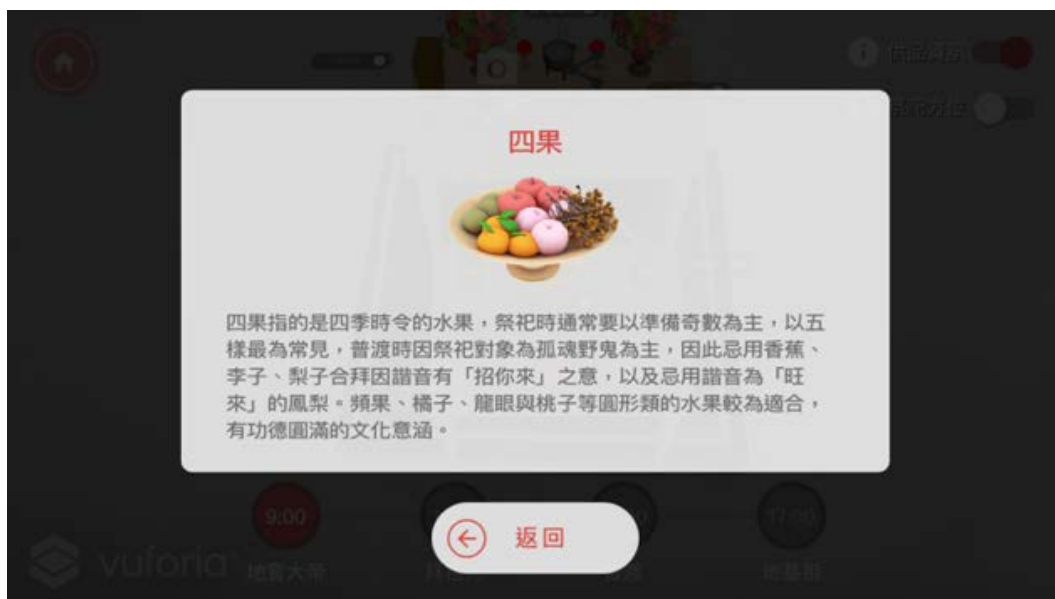 四果
四果指的是四季時令的水果，祭祀時通常要以準備奇數為主，以五
樣最為常見，普渡時因祭祀對象為孤魂野鬼為主，因此忌用香蕉、
李子、梨子合拜因諧音有「招你來」之意，以及忌用諧音為「旺
來」的鳳梨。頻果、橘子、龍眼與桃子等圓形類的水果較為適合，
有功德圓滿的文化意涵。
9:00
17:00
返回
vuforia
地官大帝
地基主